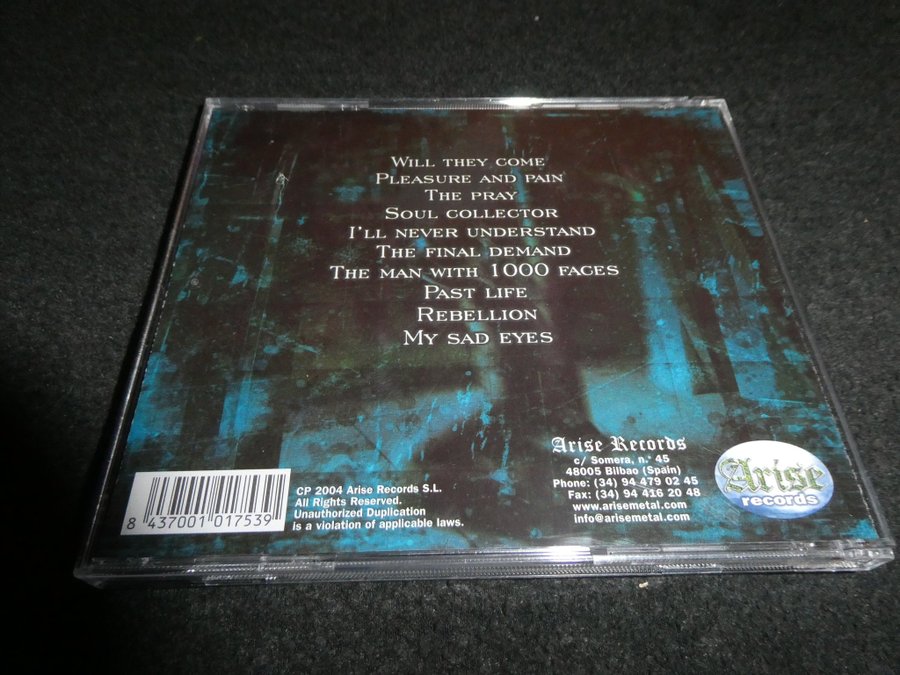 Will they come
Pleasure and pain
The pray
Soul collector
I'll never understand
The final demand
The man with 1000 faces
Past life
Rebellion
My sad eyes
Arise Records
c/ Somera, n.º 45
48005 Bilbao (Spain)
Phone: (34) 94 479 02 45
Fax: (34) 94 416 20 48
www.arisemetal.com
info@arisemetal.com
Arise
records
CP 2004 Arise Records S.L.
All Rights Reserved.
Unauthorized Duplication
is a violation of applicable laws.
8 437001 017539